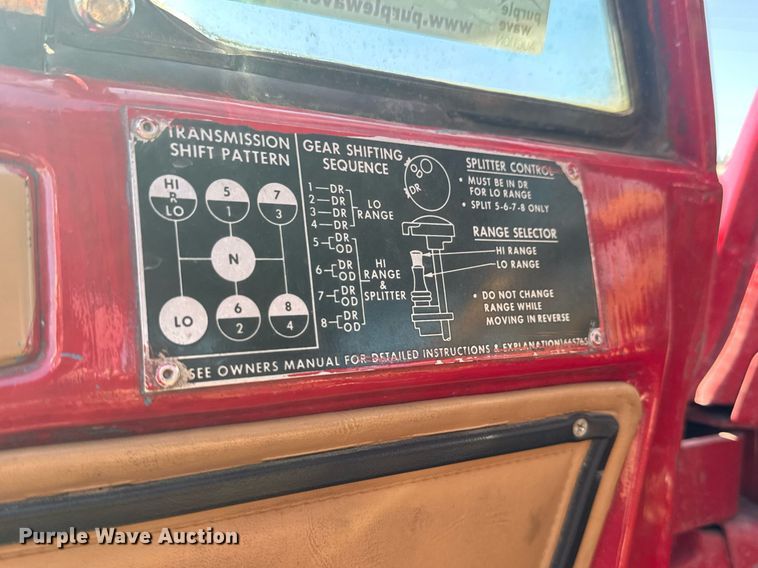 www.purplewave
purple
wave
AUCTION
TRANSMISSION
SHIFT PATTERN
HI
R
LO
5
1
7
3
N
LO
6
2
8
4
GEAR SHIFTING
SEQUENCE
1 DR
2 DR
3 DR
4 DR
LO
RANGE
5 DR
OD
6 DR
OD
7 DR
OD
8 DR
OD
HI
RANGE
&
SPLITTER
OD
DR
SPLITTER CONTROL
• MUST BE IN DR
FOR LO RANGE
• SPLIT 5-6-7-8 ONLY
RANGE SELECTOR
HI RANGE
LO RANGE
• DO NOT CHANGE
RANGE WHILE
MOVING IN REVERSE
SEE OWNERS MANUAL FOR DETAILED INSTRUCTIONS & EXPLANATION
Purple Wave Auction